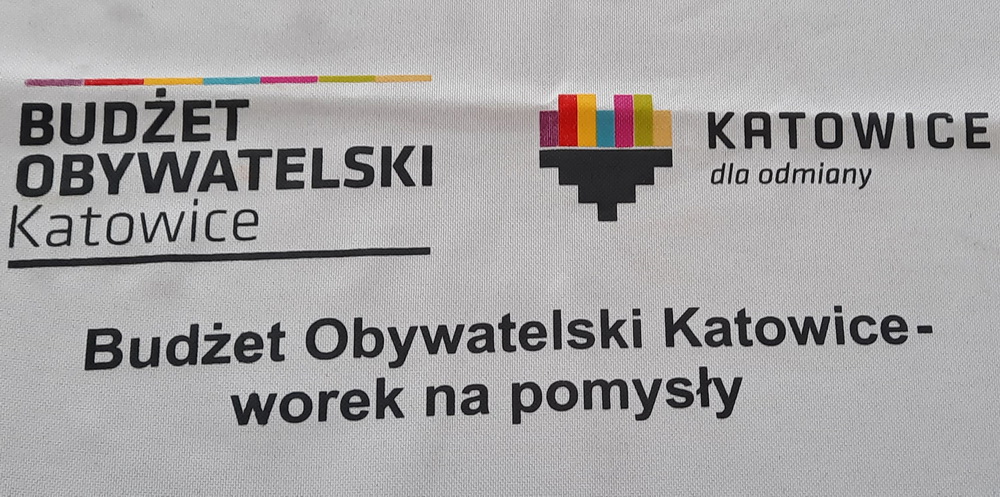 BUDŻET
OBYWATELSKI
Katowice
KATOWICE
dla odmiany
Budżet Obywatelski Katowice-
worek na pomysły